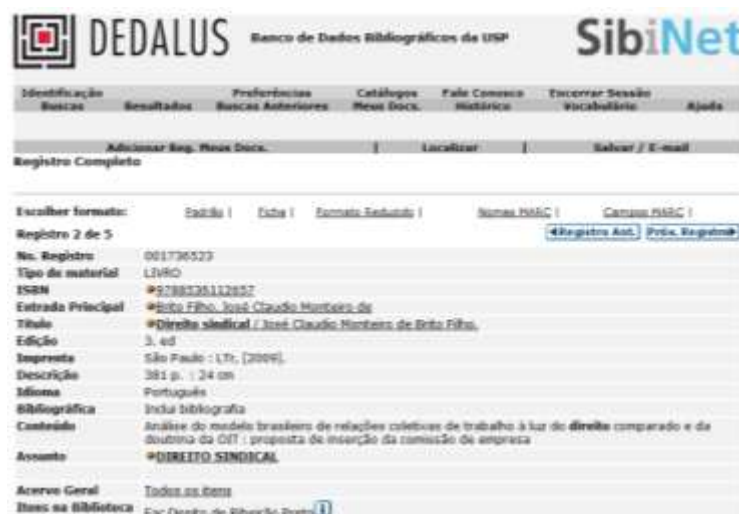 DEDALUS Banco de Dados Bibliográficos da USP SibiNet
Identificação Preferências Catálogos Fale Conosco Encerrar Sessão
Buscas Resultados Buscas Anteriores Meus Docs. Histórico Vocabulário Ajuda
Adicionar Reg. Meus Docs. | Localizar | Salvar / E-mail
Registro Completo
Escolher formato: Padrão | Ficha | Formato Reduzido | Nomes MARC | Campos MARC |
Registro 2 de 5 Registro Ant. Próx. Registro
No. Registro 001736523
Tipo de material LIVRO
ISBN 9788536112657
Entrada Principal Brito Filho, José Claudio Monteiro de
Título Direito sindical / José Claudio Monteiro de Brito Filho.
Edição 3. ed
Imprenta São Paulo : LTr, [2009].
Descrição 381 p. ; 24 cm
Idioma Português
Bibliográfica Inclui bibliografia
Conteúdo Análise do modelo brasileiro de relações coletivas de trabalho à luz do direito comparado e da
doutrina da OIT : proposta de inserção da comissão de empresa
Assunto DIREITO SINDICAL
Acervo Geral Todos os itens
Itens na Biblioteca Fac Direito de Ribeirão Preto